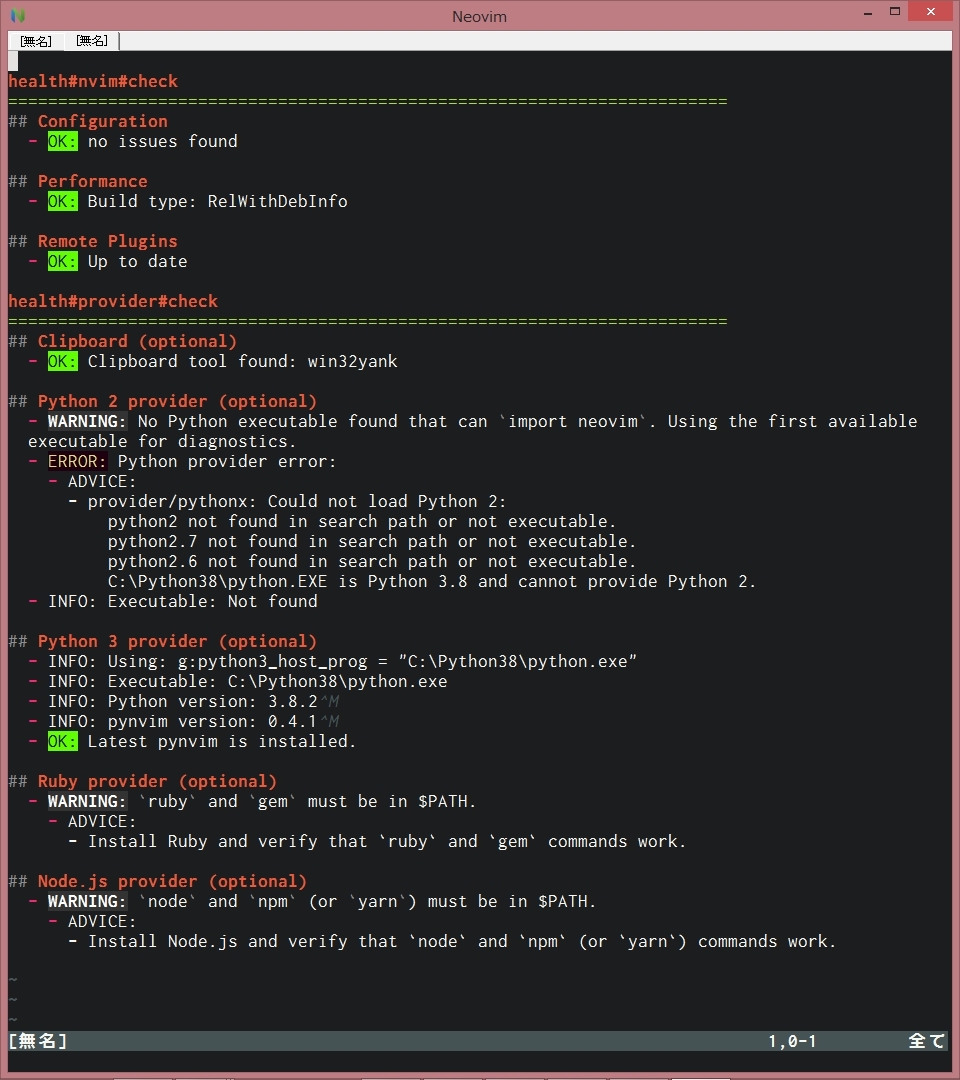 Neovim
[無名] [無名]
health#nvim#check
========================================================================
## Configuration
- OK: no issues found
## Performance
- OK: Build type: RelWithDebInfo
## Remote Plugins
- OK: Up to date
health#provider#check
========================================================================
## Clipboard (optional)
- OK: Clipboard tool found: win32yank
## Python 2 provider (optional)
- WARNING: No Python executable found that can `import neovim`. Using the first available
executable for diagnostics.
- ERROR: Python provider error:
- ADVICE:
- provider/pythonx: Could not load Python 2:
python2 not found in search path or not executable.
python2.7 not found in search path or not executable.
python2.6 not found in search path or not executable.
C:\Python38\python.EXE is Python 3.8 and cannot provide Python 2.
- INFO: Executable: Not found
## Python 3 provider (optional)
- INFO: Using: g:python3_host_prog = "C:\Python38\python.exe"
- INFO: Executable: C:\Python38\python.exe
- INFO: Python version: 3.8.2^M
- INFO: pynvim version: 0.4.1^M
- OK: Latest pynvim is installed.
## Ruby provider (optional)
- WARNING: `ruby` and `gem` must be in $PATH.
- ADVICE:
- Install Ruby and verify that `ruby` and `gem` commands work.
## Node.js provider (optional)
- WARNING: `node` and `npm` (or `yarn`) must be in $PATH.
- ADVICE:
- Install Node.js and verify that `node` and `npm` (or `yarn`) commands work.
~
~
~
[無名] 1,0-1 全て